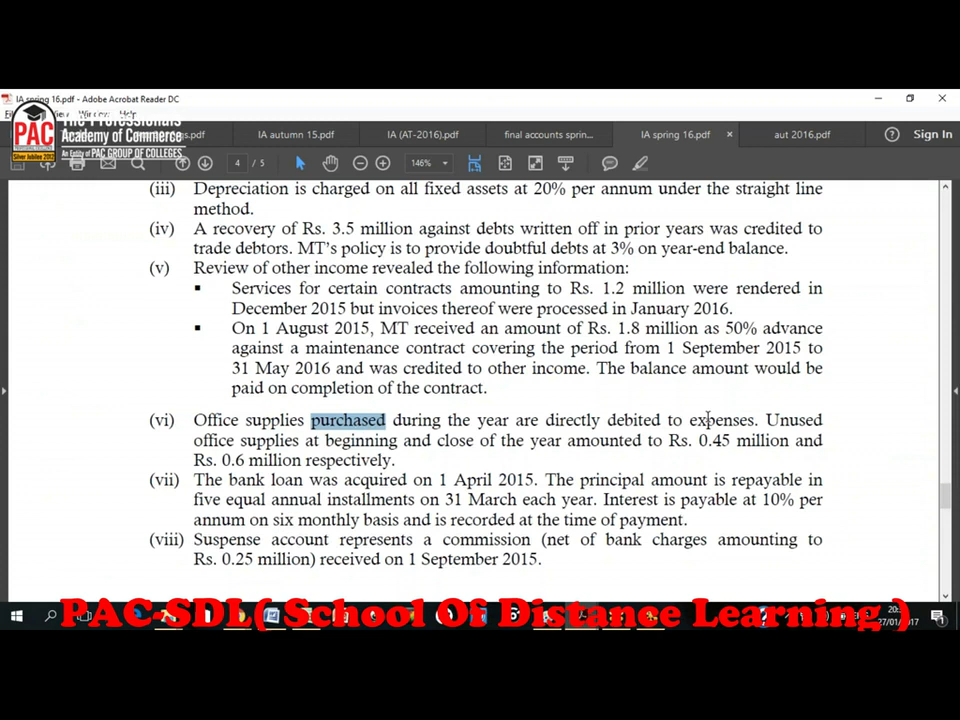 IA spring 16.pdf - Adobe Acrobat Reader DC
Window Help
The Professionals
PAC
Academy of Commerce
Silver Jubilee 2015
An Entity of PAC GROUP OF COLLEGES
gs.pdf
IA autumn 15.pdf
IA (AT-2016).pdf
final accounts sprin...
IA spring 16.pdf
aut 2016.pdf
Sign In
4 / 5
146%
(iii) Depreciation is charged on all fixed assets at 20% per annum under the straight line
method.
(iv) A recovery of Rs. 3.5 million against debts written off in prior years was credited to
trade debtors. MT's policy is to provide doubtful debts at 3% on year-end balance.
(v) Review of other income revealed the following information:
▪ Services for certain contracts amounting to Rs. 1.2 million were rendered in
December 2015 but invoices thereof were processed in January 2016.
▪ On 1 August 2015, MT received an amount of Rs. 1.8 million as 50% advance
against a maintenance contract covering the period from 1 September 2015 to
31 May 2016 and was credited to other income. The balance amount would be
paid on completion of the contract.
(vi) Office supplies purchased during the year are directly debited to expenses. Unused
office supplies at beginning and close of the year amounted to Rs. 0.45 million and
Rs. 0.6 million respectively.
(vii) The bank loan was acquired on 1 April 2015. The principal amount is repayable in
five equal annual installments on 31 March each year. Interest is payable at 10% per
annum on six monthly basis and is recorded at the time of payment.
(viii) Suspense account represents a commission (net of bank charges amounting to
Rs. 0.25 million) received on 1 September 2015.
PAC-SDL( School Of Distance Learning )
27/01/2017